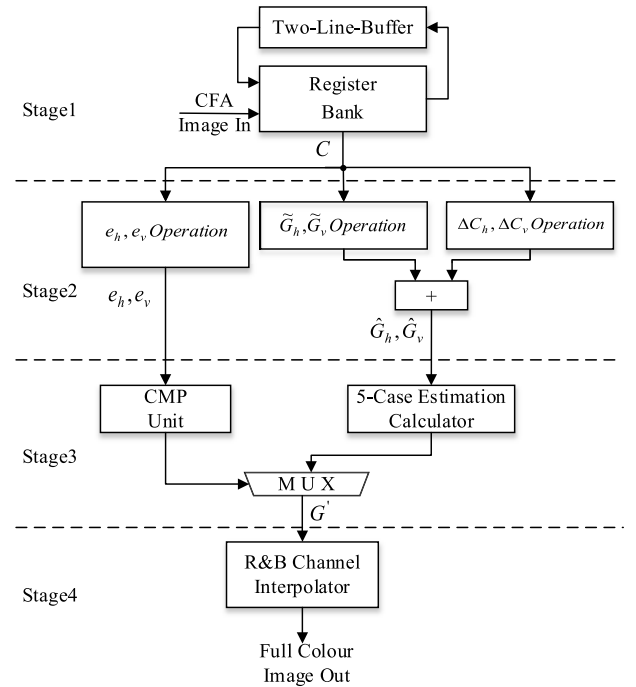 Two-Line-Buffer
Register
Bank
CFA
Image In
Stage1
C
e_h, e_v Operation
G̃_h, G̃_v Operation
ΔC_h, ΔC_v Operation
Stage2
e_h, e_v
+
Ĝ_h, Ĝ_v
CMP
Unit
5-Case Estimation
Calculator
Stage3
M U X
G'
R&B Channel
Interpolator
Stage4
Full Colour
Image Out